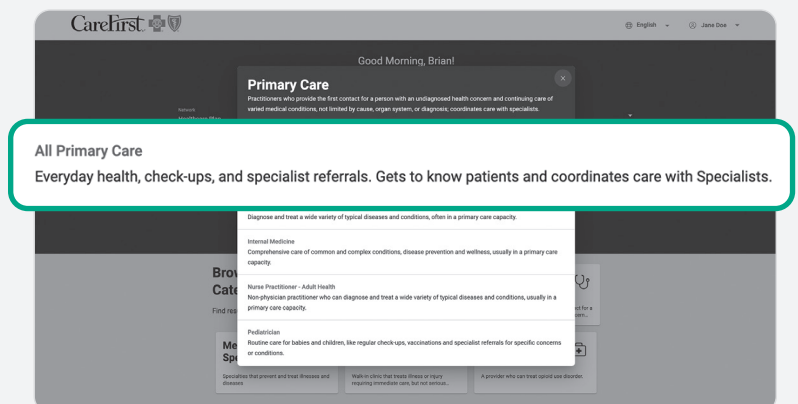 CareFirst
English
Jane Doe
Good Morning, Brian!
Primary Care
Practitioners who provide the first contact for a person with an undiagnosed health concern and continuing care of
varied medical conditions, not limited by cause, organ system, or diagnosis; coordinates care with specialists.
Network
All Primary Care
Everyday health, check-ups, and specialist referrals. Gets to know patients and coordinates care with Specialists.
Diagnose and treat a wide variety of typical diseases and conditions, often in a primary care capacity.
Internal Medicine
Comprehensive care of common and complex conditions, disease prevention and wellness, usually in a primary care
capacity.
Nurse Practitioner - Adult Health
Non-physician practitioner who can diagnose and treat a wide variety of typical diseases and conditions, usually in a
primary care capacity.
Pediatrician
Routine care for babies and children, like regular check-ups, vaccinations and specialist referrals for specific concerns
or conditions.
Brow
Cate
Find res
Me
Spe
Specialties that prevent and treat illnesses and
diseases
Walk-in clinic that treats illness or injury
requiring immediate care, but not serious...
A provider who can treat opioid use disorder.